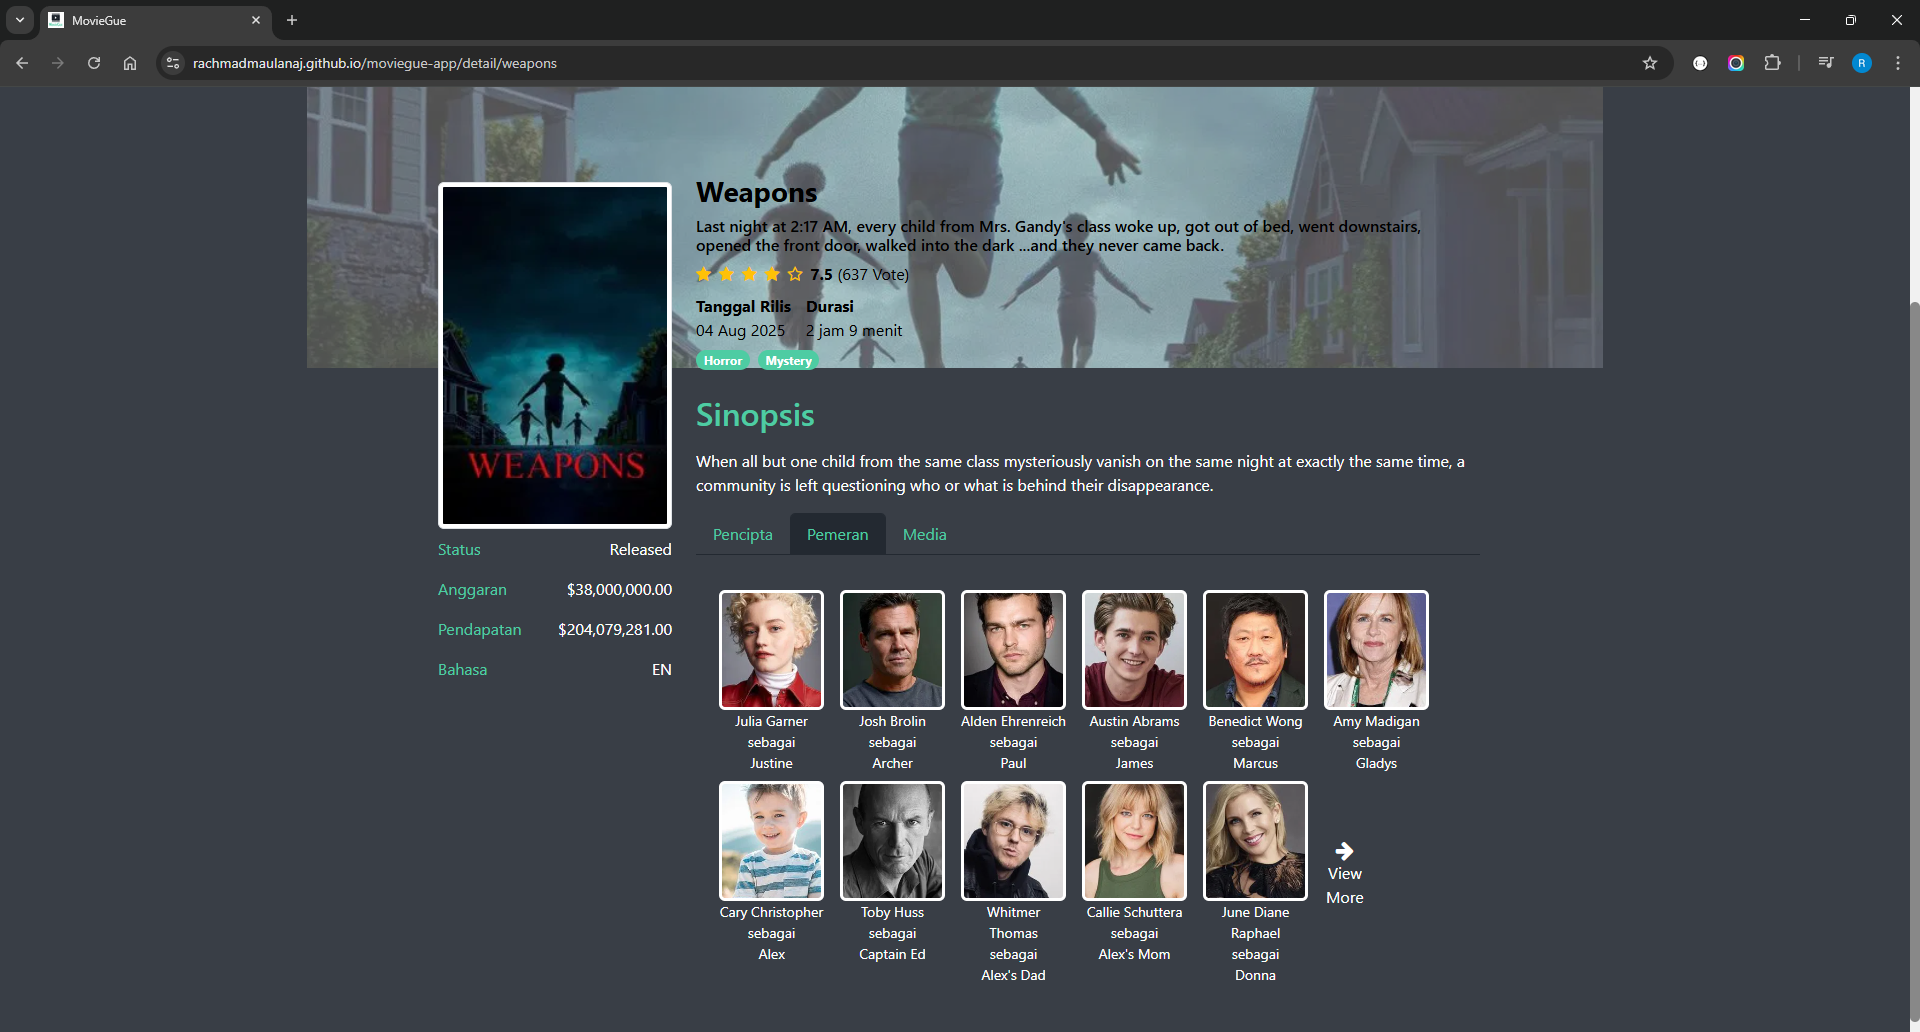 MovieGue
rachmadmaulanaj.github.io/moviegue-app/detail/weapons
R
Weapons
Last night at 2:17 AM, every child from Mrs. Gandy's class woke up, got out of bed, went downstairs,
opened the front door, walked into the dark ...and they never came back.
7.5 (637 Vote)
Tanggal Rilis Durasi
04 Aug 2025 2 jam 9 menit
Horror Mystery
WEAPONS
Status Released
Anggaran $38,000,000.00
Pendapatan $204,079,281.00
Bahasa EN
Sinopsis
When all but one child from the same class mysteriously vanish on the same night at exactly the same time, a
community is left questioning who or what is behind their disappearance.
Pencipta Pemeran Media
Julia Garner
sebagai
Justine
Josh Brolin
sebagai
Archer
Alden Ehrenreich
sebagai
Paul
Austin Abrams
sebagai
James
Benedict Wong
sebagai
Marcus
Amy Madigan
sebagai
Gladys
Cary Christopher
sebagai
Alex
Toby Huss
sebagai
Captain Ed
Whitmer
Thomas
sebagai
Alex's Dad
Callie Schuttera
sebagai
Alex's Mom
June Diane
Raphael
sebagai
Donna
View
More